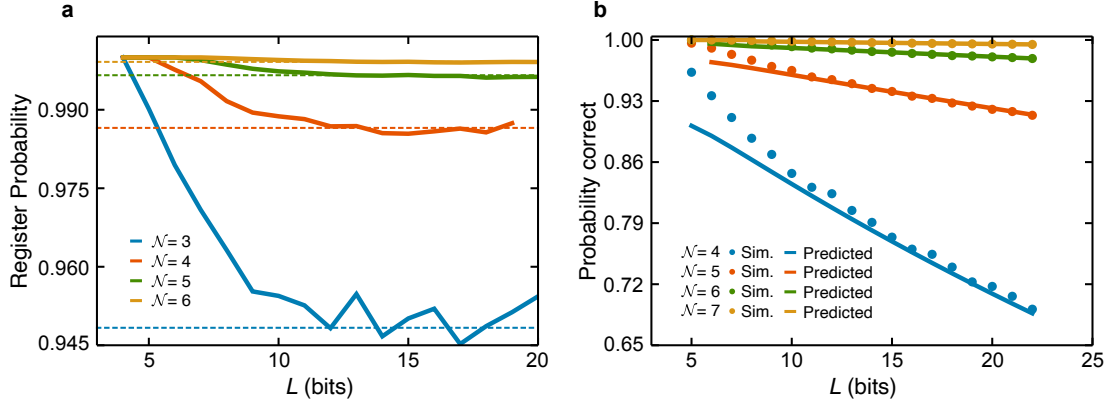 a
Register Probability
0.990
0.975
0.960
0.945
𝒩 = 3
𝒩 = 4
𝒩 = 5
𝒩 = 6
5
10
15
20
L (bits)
b
Probability correct
1.00
0.93
0.86
0.79
0.72
0.65
𝒩 = 4 Sim. Predicted
𝒩 = 5 Sim. Predicted
𝒩 = 6 Sim. Predicted
𝒩 = 7 Sim. Predicted
5
10
15
20
25
L (bits)